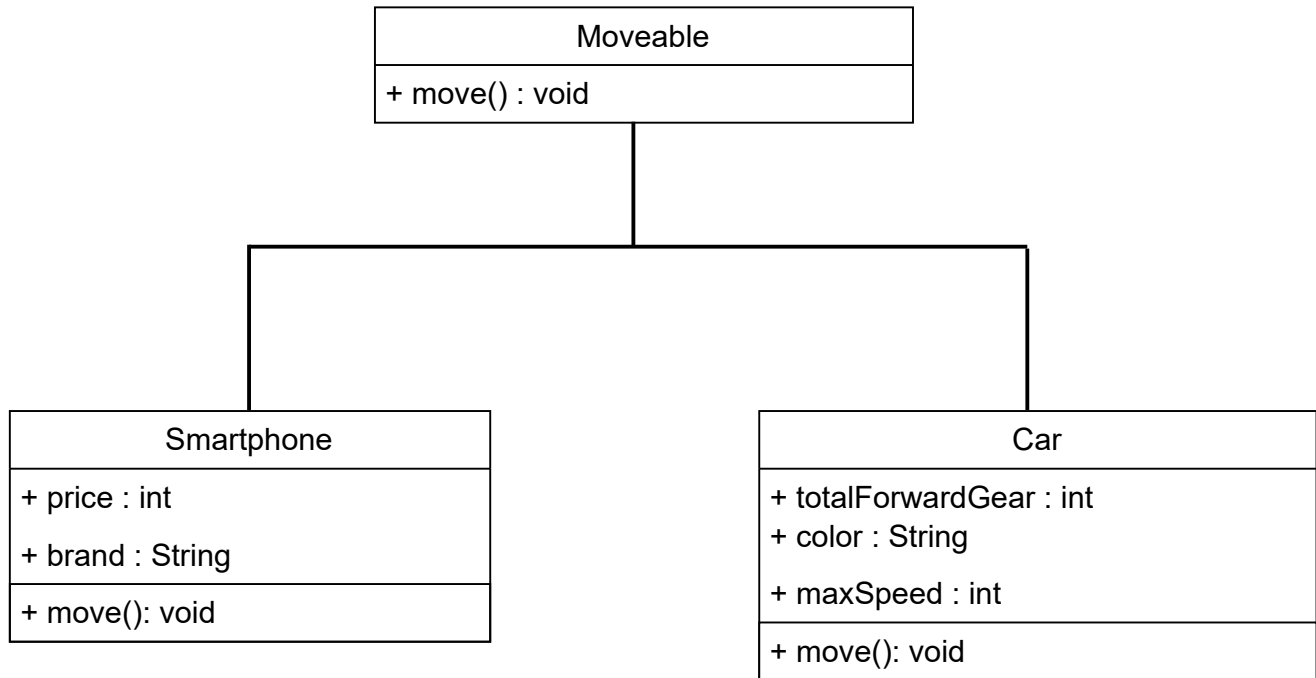 Moveable
+ move() : void
Smartphone
+ price : int
+ brand : String
+ move(): void
Car
+ totalForwardGear : int
+ color : String
+ maxSpeed : int
+ move(): void